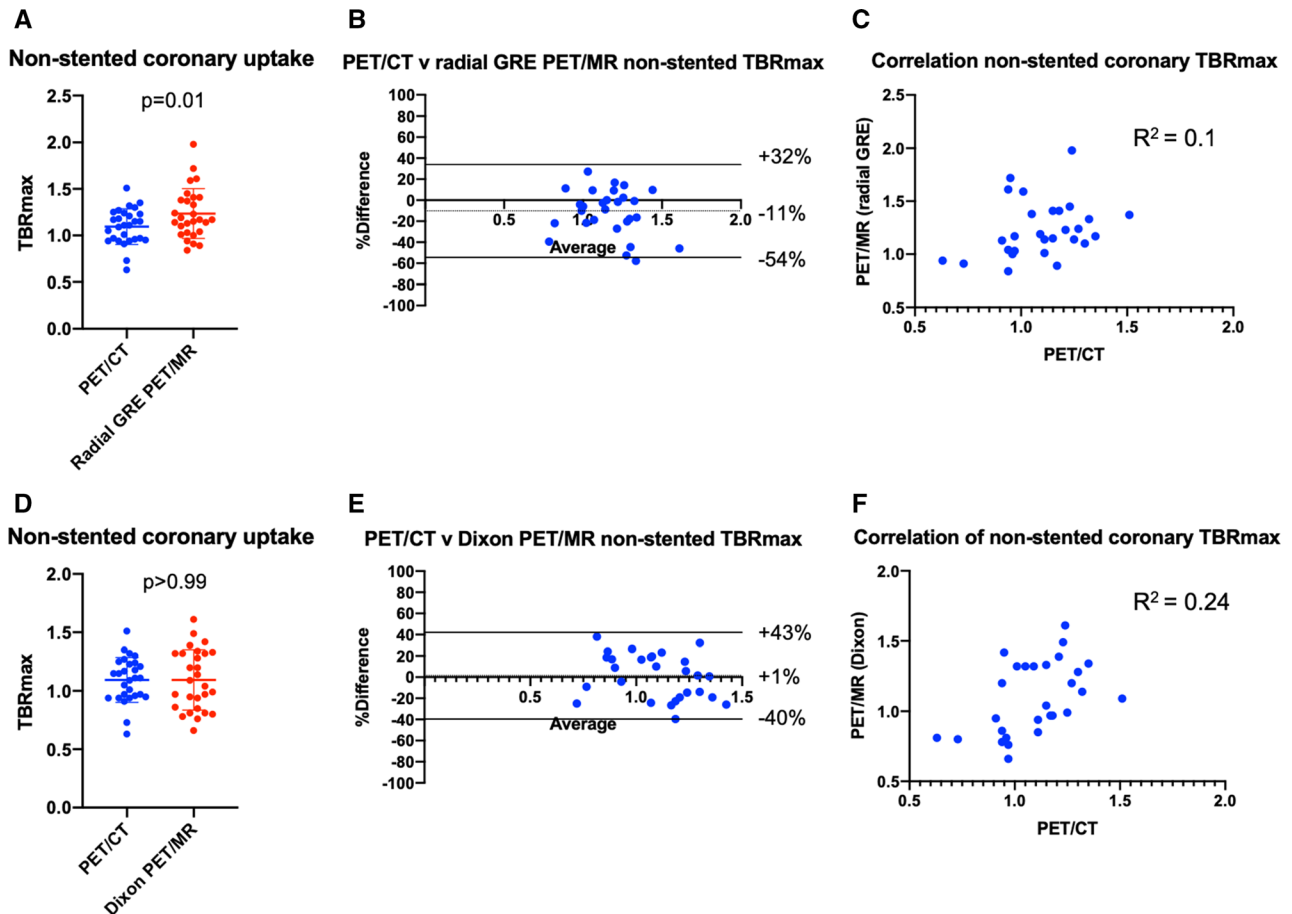 A
Non-stented coronary uptake
p=0.01
TBRmax
2.5
2.0
1.5
1.0
0.5
0.0
PET/CT
Radial GRE PET/MR
B
PET/CT v radial GRE PET/MR non-stented TBRmax
%Difference
100
80
60
40
20
0
-20
-40
-60
-80
-100
0.5
1.0
1.5
2.0
Average
+32%
-11%
-54%
C
Correlation non-stented coronary TBRmax
R² = 0.1
PET/MR (radial GRE)
2.5
2.0
1.5
1.0
0.5
0.5
1.0
1.5
2.0
PET/CT
D
Non-stented coronary uptake
p>0.99
TBRmax
2.0
1.5
1.0
0.5
0.0
PET/CT
Dixon PET/MR
E
PET/CT v Dixon PET/MR non-stented TBRmax
%Difference
100
80
60
40
20
0
-20
-40
-60
-80
-100
0.5
1.0
1.5
Average
+43%
+1%
-40%
F
Correlation of non-stented coronary TBRmax
R² = 0.24
PET/MR (Dixon)
2.0
1.5
1.0
0.5
0.5
1.0
1.5
2.0
PET/CT